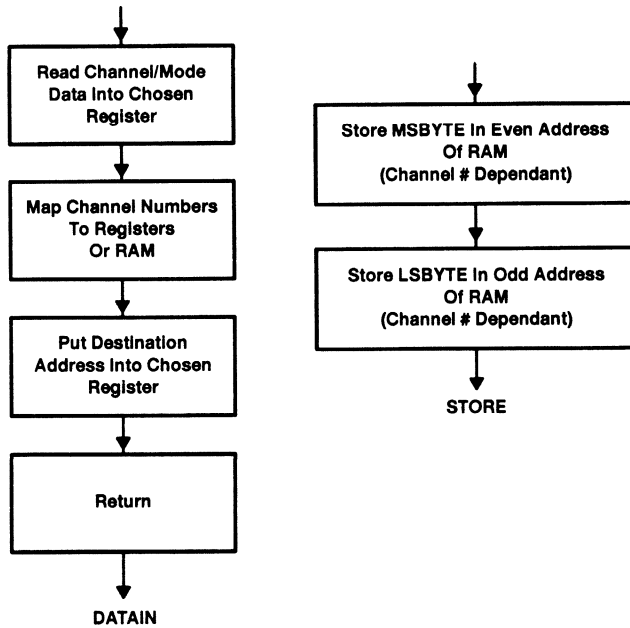 Read Channel/Mode
Data Into Chosen
Register
Map Channel Numbers
To Registers
Or RAM
Put Destination
Address Into Chosen
Register
Return
DATAIN
Store MSBYTE In Even Address
Of RAM
(Channel # Dependant)
Store LSBYTE In Odd Address
Of RAM
(Channel # Dependant)
STORE